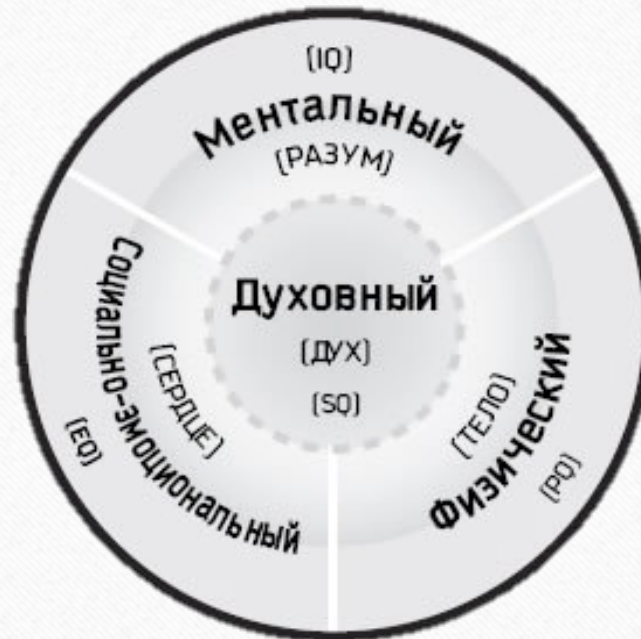 (IQ)
Ментальный
(РАЗУМ)
Духовный
(ДУХ)
(SQ)
Социально-эмоциональный
(СЕРДЦЕ)
(EQ)
Физический
(ТЕЛО)
(PQ)